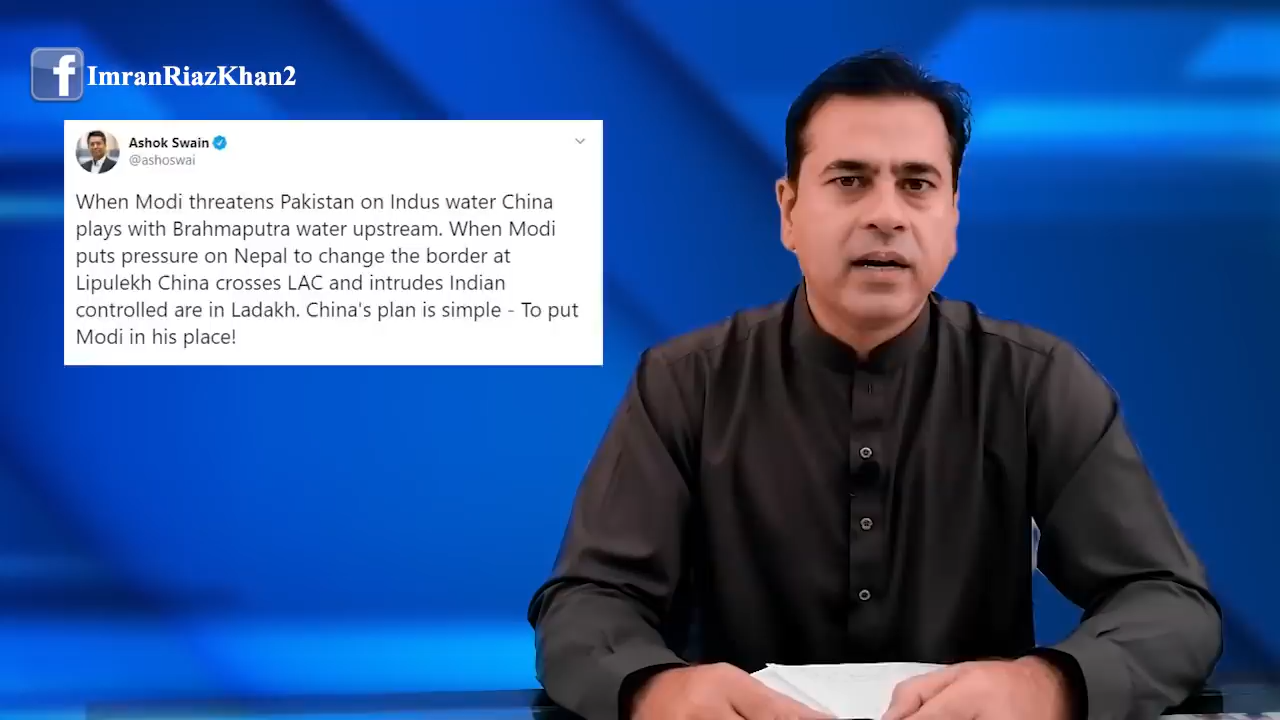 ImranRiazKhan2
Ashok Swain
@ashoswai
When Modi threatens Pakistan on Indus water China
plays with Brahmaputra water upstream. When Modi
puts pressure on Nepal to change the border at
Lipulekh China crosses LAC and intrudes Indian
controlled are in Ladakh. China's plan is simple - To put
Modi in his place!